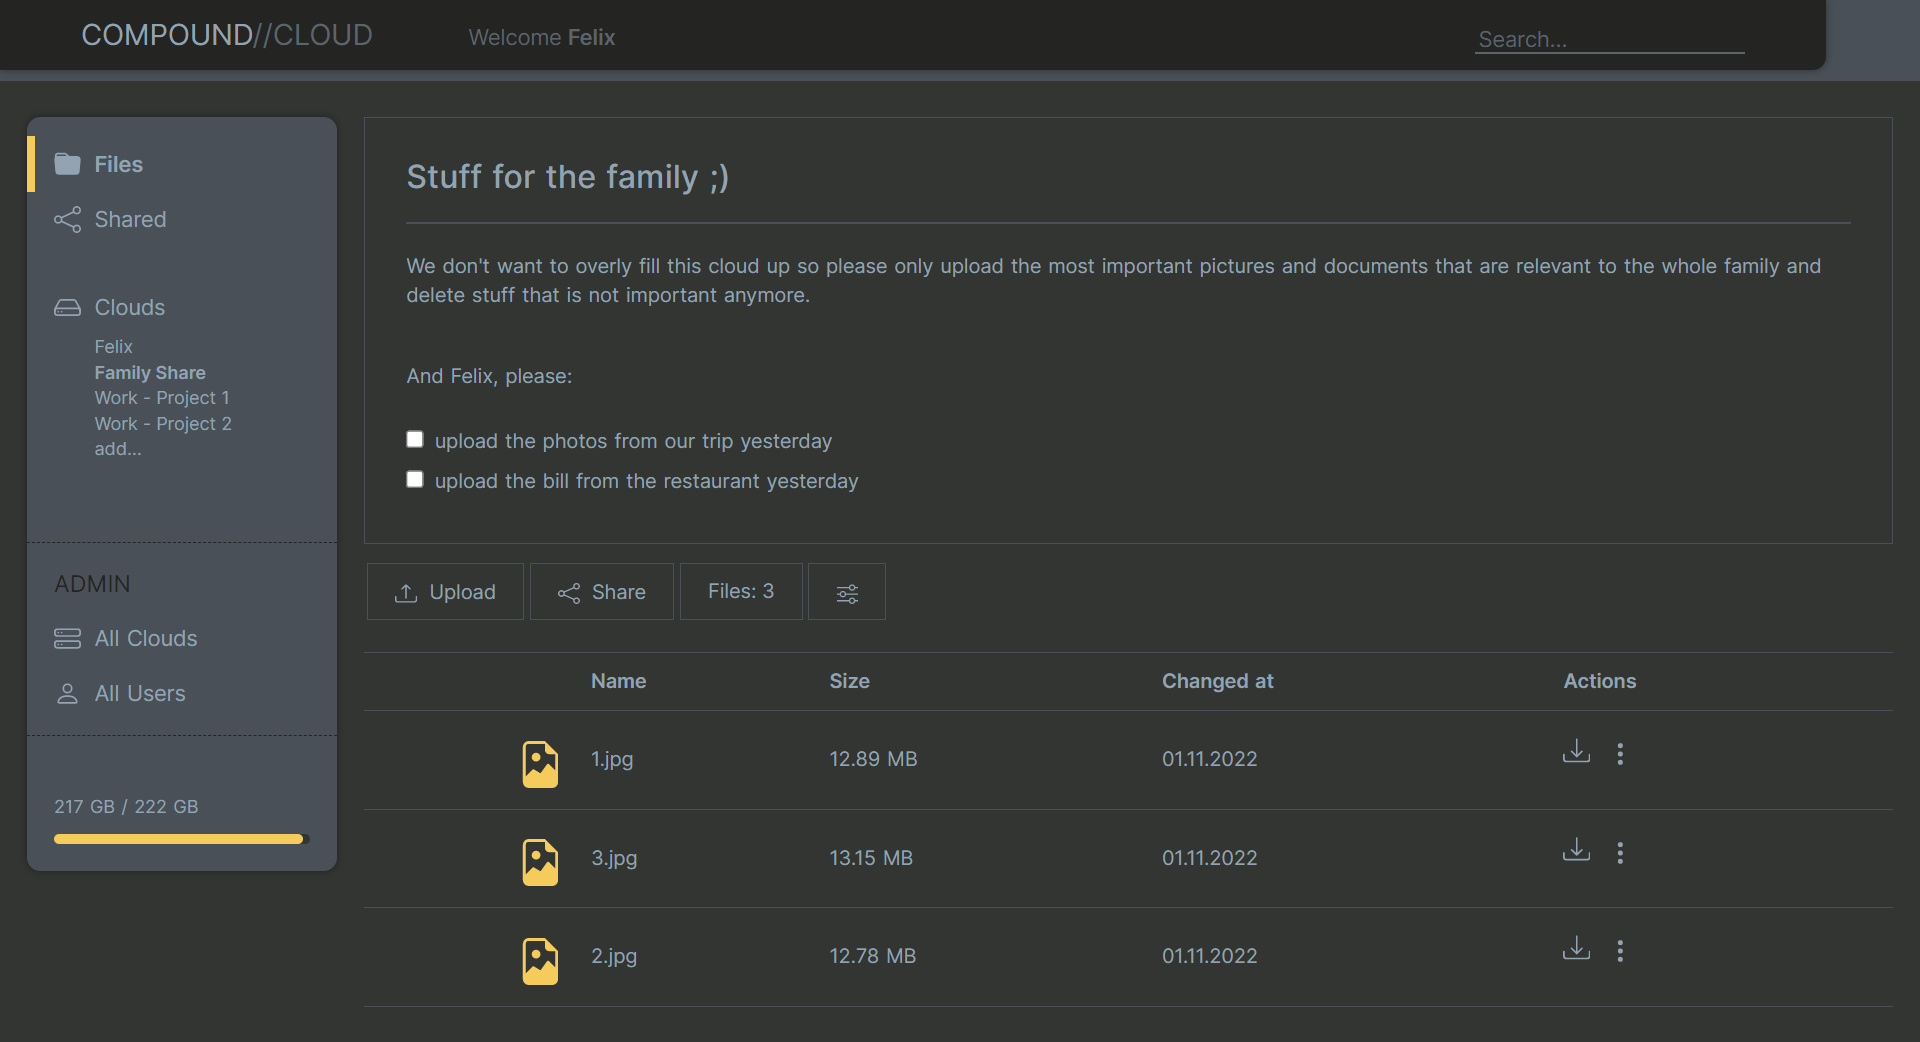 COMPOUND//CLOUD
Welcome Felix
Search...
Files
Shared
Clouds
Felix
Family Share
Work - Project 1
Work - Project 2
add...
ADMIN
All Clouds
All Users
217 GB / 222 GB
Stuff for the family ;)
We don't want to overly fill this cloud up so please only upload the most important pictures and documents that are relevant to the whole family and
delete stuff that is not important anymore.
And Felix, please:
upload the photos from our trip yesterday
upload the bill from the restaurant yesterday
Upload
Share
Files: 3
Name Size Changed at Actions
1.jpg 12.89 MB 01.11.2022
3.jpg 13.15 MB 01.11.2022
2.jpg 12.78 MB 01.11.2022